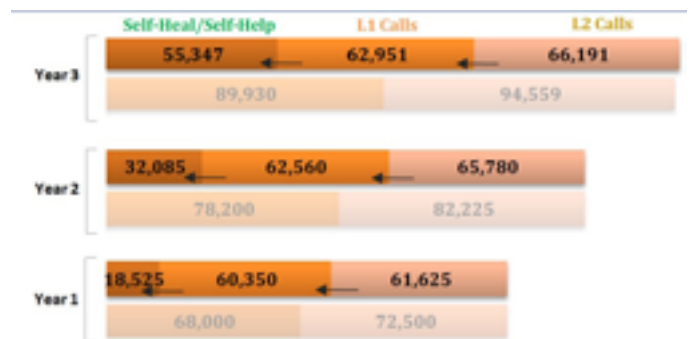 Self-Heal/Self-Help L1 Calls L2 Calls
Year 3
55,347 62,951 66,191
89,930 94,559
Year 2
32,085 62,560 65,780
78,200 82,225
Year 1
18,525 60,350 61,625
68,000 72,500